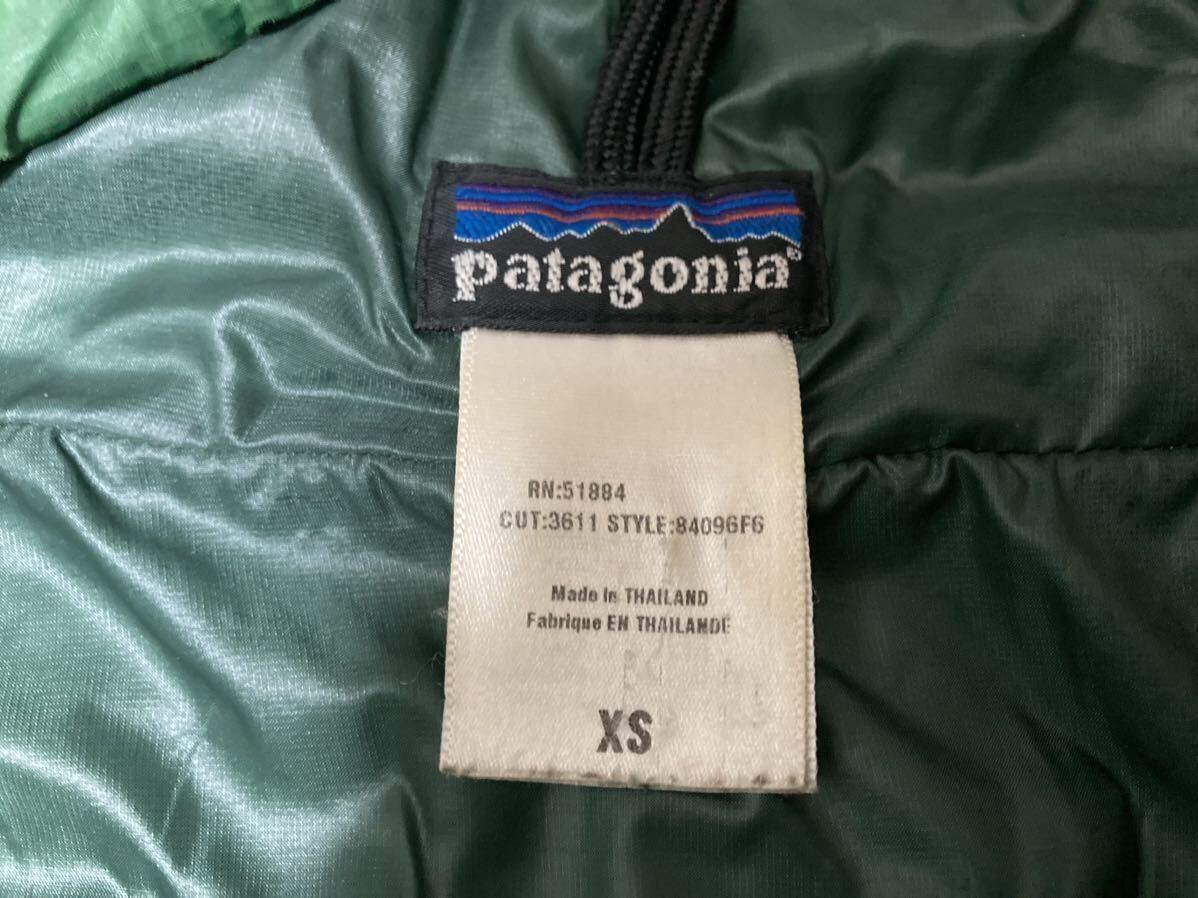 patagonia®
RN:51884
CUT:3611 STYLE:84096F6
Made in THAILAND
Fabrique EN THAILANDE
XS